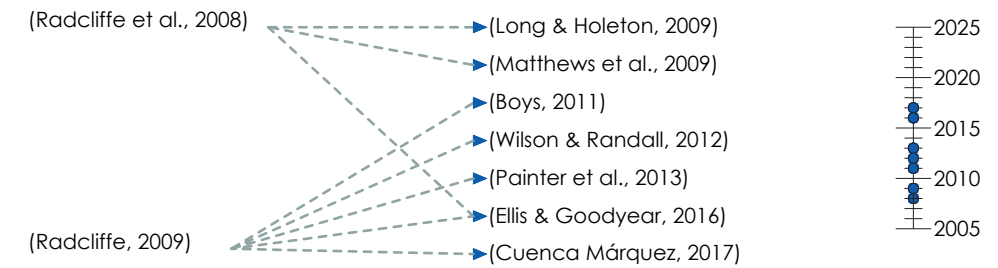 (Radcliffe et al., 2008)
(Radcliffe, 2009)
(Long & Holeton, 2009)
(Matthews et al., 2009)
(Boys, 2011)
(Wilson & Randall, 2012)
(Painter et al., 2013)
(Ellis & Goodyear, 2016)
(Cuenca Márquez, 2017)
2025
2020
2015
2010
2005